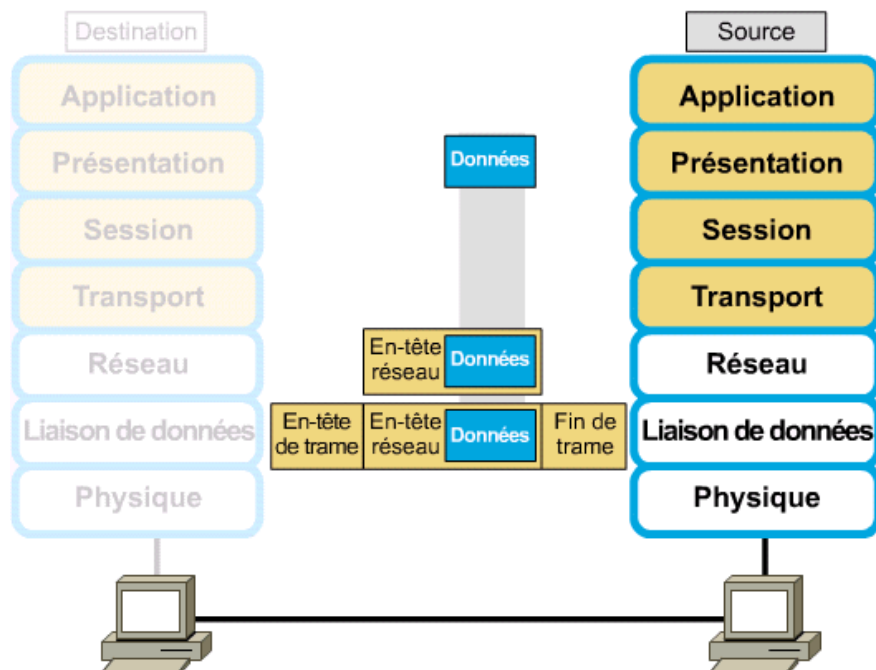 Destination
Source
Application
Application
Présentation
Données
Présentation
Session
Session
Transport
Transport
Réseau
En-tête
réseau
Données
Réseau
Liaison de données
En-tête
de trame
En-tête
réseau
Données
Fin de
trame
Liaison de données
Physique
Physique